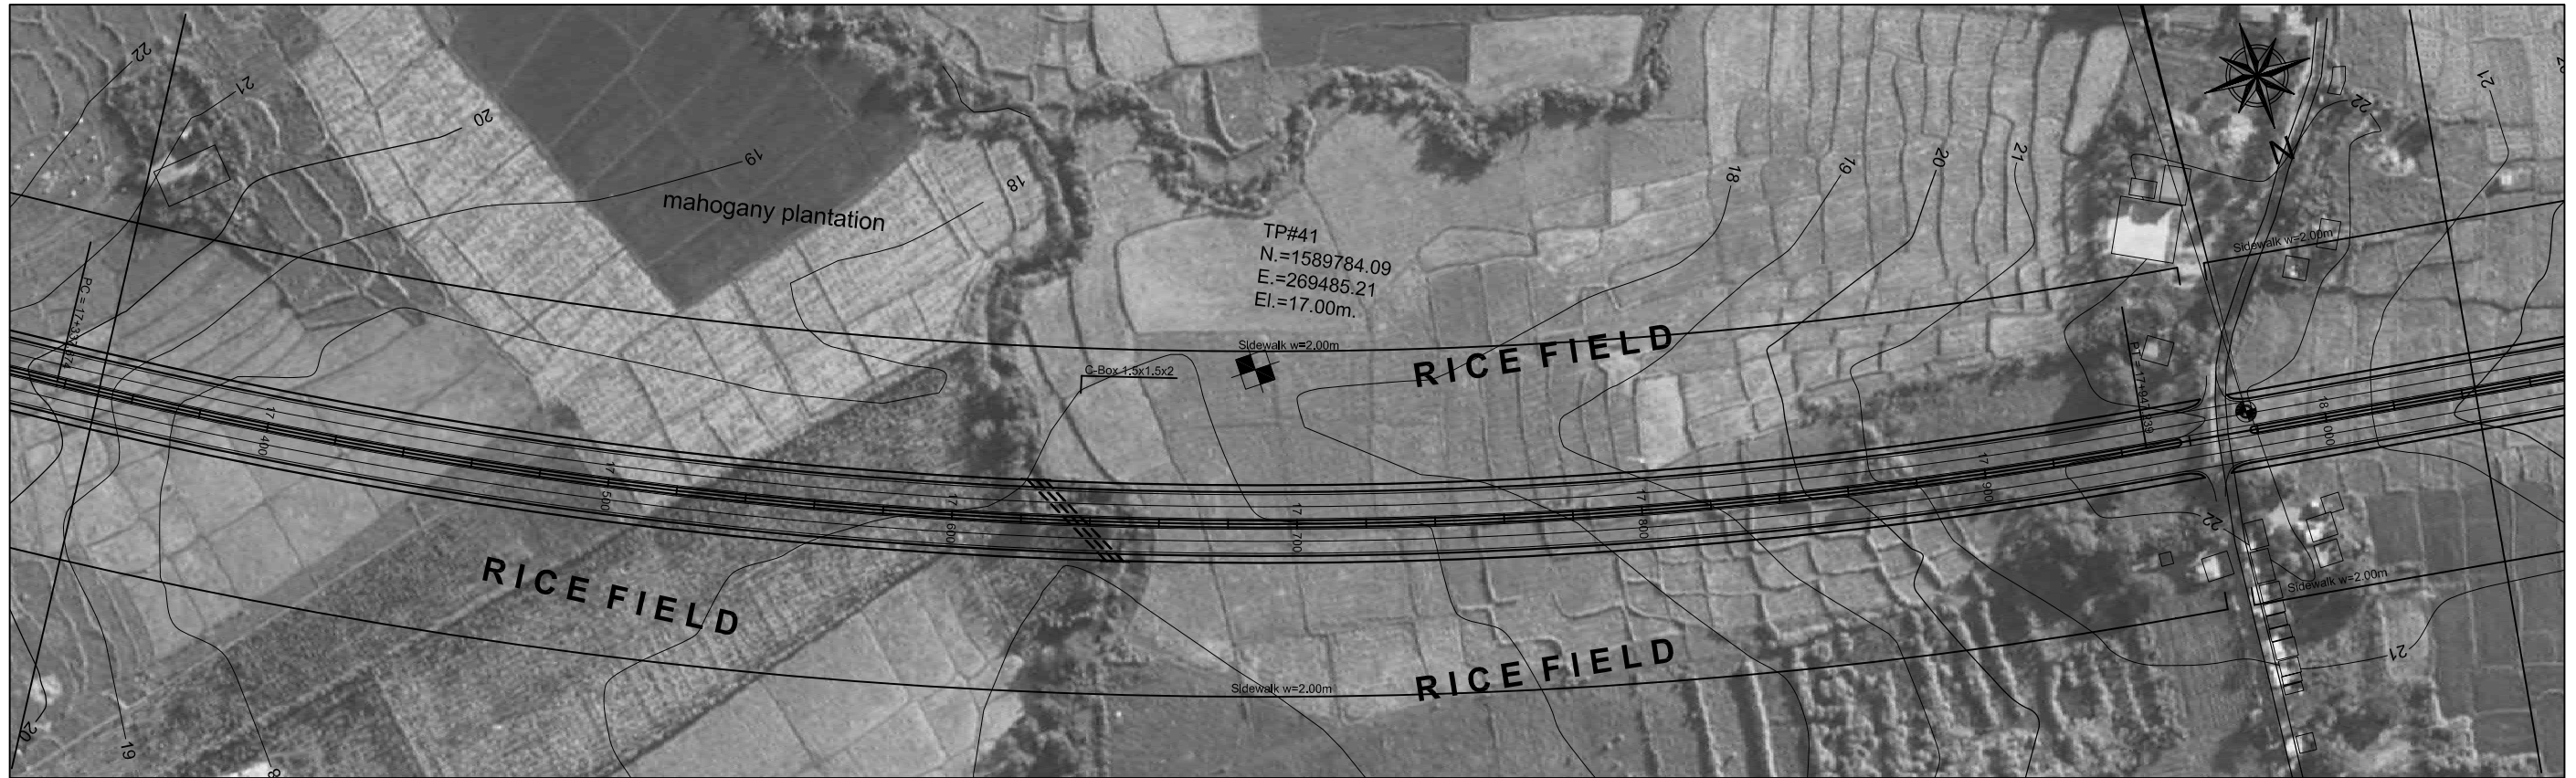 22
21
20
19
18
mahogany plantation
TP#41
N.=1589784.09
E.=269485.21
El.=17.00m.
18
19
20
21
22
21
N
Sidewalk w=2.00m
Sidewalk w=2.00m
C-Box 1.5x1.5x2
RICE FIELD
17 400
17 500
17 600
17 700
17 800
17 900
18 000
22
RICE FIELD
RICE FIELD
Sidewalk w=2.00m
Sidewalk w=2.00m
21
20
19